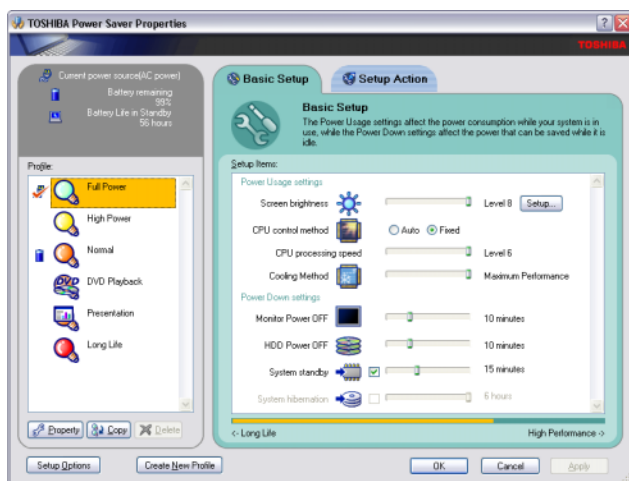 TOSHIBA Power Saver Properties
TOSHIBA
Current power source(AC power)
Battery remaining
99%
Battery Life in Standby
56 hours
Profile:
Full Power
High Power
Normal
DVD Playback
Presentation
Long Life
Property
Copy
Delete
Basic Setup
Setup Action
Basic Setup
The Power Usage settings affect the power consumption while your system is in
use, while the Power Down settings affect the power that can be saved while it is
idle.
Setup Items:
Power Usage settings
Screen brightness Level 8 Setup...
CPU control method Auto Fixed
CPU processing speed Level 6
Cooling Method Maximum Performance
Power Down settings
Monitor Power OFF 10 minutes
HDD Power OFF 10 minutes
System standby 15 minutes
System hibernation 6 hours
<- Long Life High Performance ->
Setup Options Create New Profile OK Cancel Apply